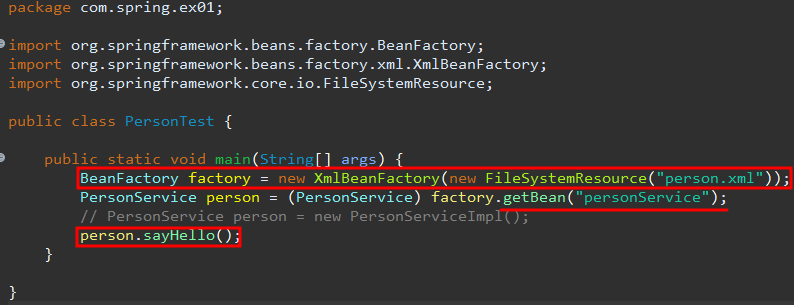 package com.spring.ex01;
import org.springframework.beans.factory.BeanFactory;
import org.springframework.beans.factory.xml.XmlBeanFactory;
import org.springframework.core.io.FileSystemResource;
public class PersonTest {
public static void main(String[] args) {
BeanFactory factory = new XmlBeanFactory(new FileSystemResource("person.xml"));
PersonService person = (PersonService) factory.getBean("personService");
// PersonService person = new PersonServiceImpl();
person.sayHello();
}
}